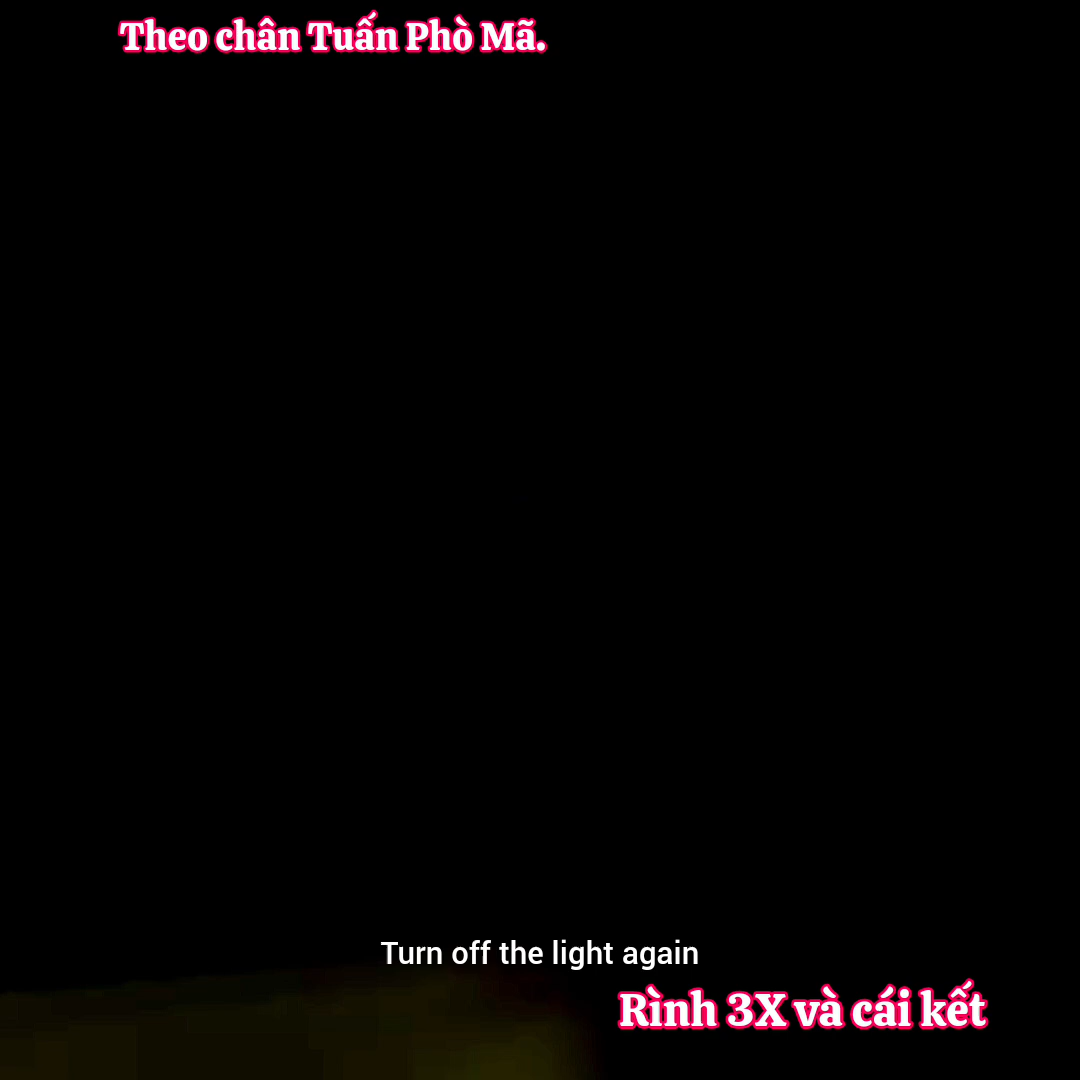 Theo chân Tuấn Phò Mã.
Turn off the light again
Rình 3X và cái kết